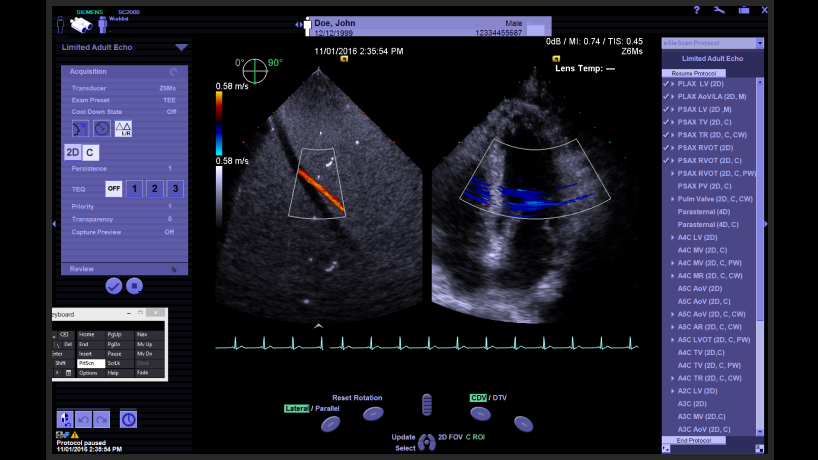 SIEMENS SC2000
Worklist
Doe, John Male
12/12/1999 12334455687
Limited Adult Echo
Acquisition
Transducer Z6Ms
Exam Preset TEE
Cool Down State Off
L/R
2D C
Persistence 1
TEQ OFF 1 2 3
Priority 1
Transparency 0
Capture Preview Off
Review
11/01/2016 2:35:54 PM
0dB / MI: 0.74 / TIS: 0.45
Z6Ms
Lens Temp: ---
0° 90°
0.58 m/s
0.58 m/s
eSieScan Protocol
Limited Adult Echo
Resume Protocol
PLAX LV (2D)
PLAX AoV/LA (2D, M)
PSAX LV (2D ,M)
PSAX TV (2D, C)
PSAX TR (2D, C, CW)
PSAX RVOT (2D)
PSAX RVOT (2D, C)
PSAX RVOT (2D, C, PW)
PSAX PV (2D, C)
Pulm Valve (2D, C, CW)
Parasternal (4D)
Parasternal (4D, C)
A4C LV (2D)
A4C MV (2D, C)
A4C MV (2D, C, PW)
A4C MR (2D, C, CW)
A5C AoV (2D)
A5C AoV (2D, C)
A5C AoV (2D, C, CW)
A5C AR (2D, C, CW)
A5C LVOT (2D, C, PW)
A4C TV (2D,C)
A4C TV (2D, C, PW)
A4C TR (2D, C, CW)
A2C LV (2D)
A3C (2D)
A3C MV (2D,C)
A3C AoV (2D, C)
End Protocol
eyboard
Home PgUp Nav
Del End PgDn Mv Up
nter Insert Pause Mv Dn
Shift PrtScn ScrLk
Options Help Fade
Reset Rotation
Lateral / Parallel
CDV / DTV
Update 2D FOV C ROI
Select
Protocol paused
11/01/2016 2:35:54 PM